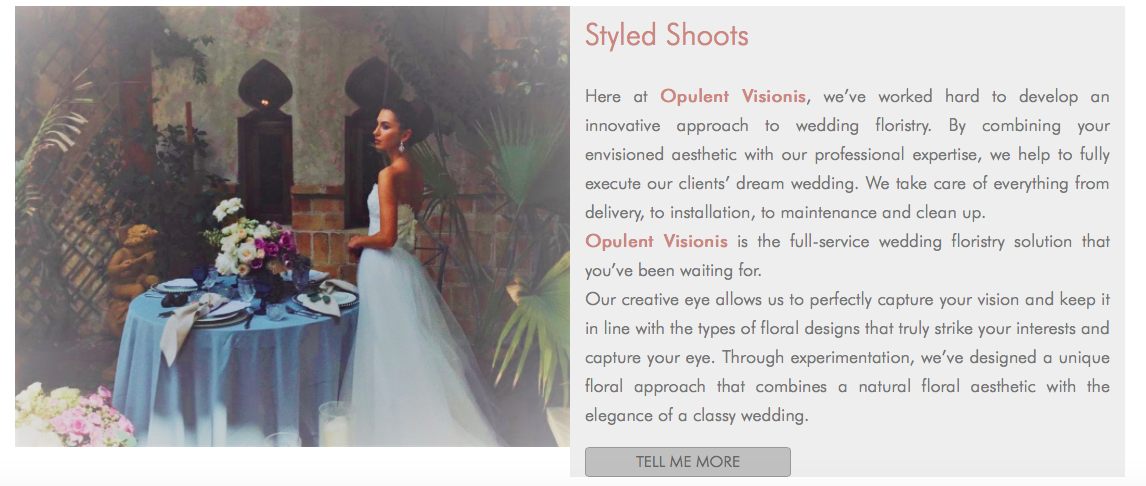 Styled Shoots
Here at Opulent Visionis, we’ve worked hard to develop an
innovative approach to wedding floristry. By combining your
envisioned aesthetic with our professional expertise, we help to fully
execute our clients’ dream wedding. We take care of everything from
delivery, to installation, to maintenance and clean up.
Opulent Visionis is the full-service wedding floristry solution that
you’ve been waiting for.
Our creative eye allows us to perfectly capture your vision and keep it
in line with the types of floral designs that truly strike your interests and
capture your eye. Through experimentation, we’ve designed a unique
floral approach that combines a natural floral aesthetic with the
elegance of a classy wedding.
TELL ME MORE